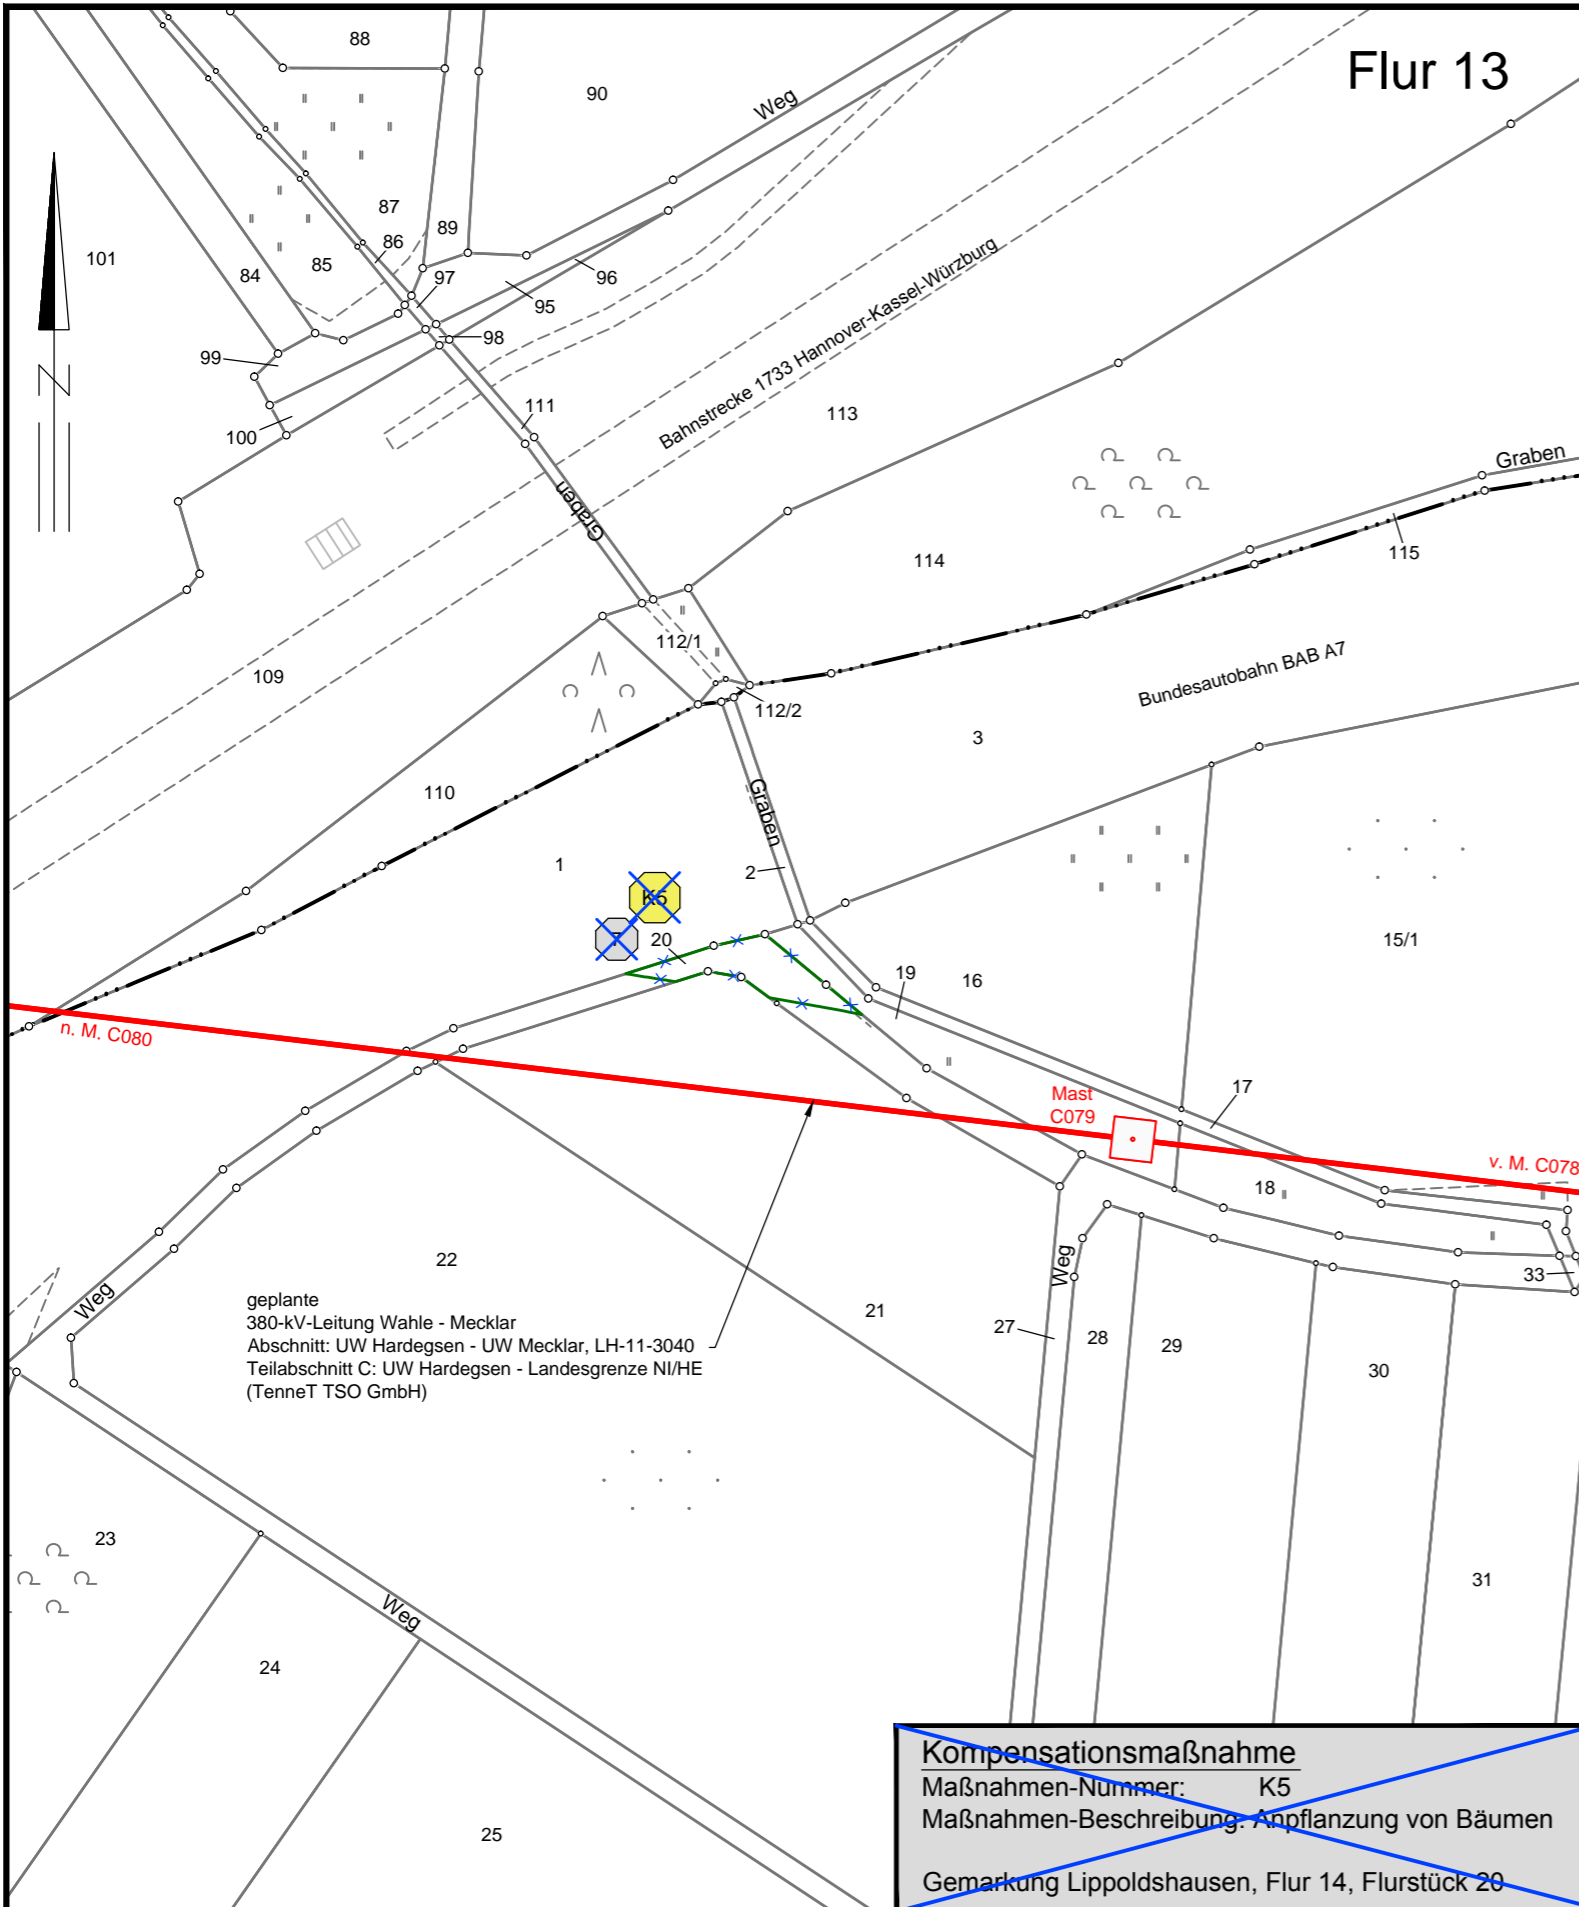 Flur 13
88
90
Weg
87
89
86
101
84
85
97
96
95
98
99
100
111
113
Bahnstrecke 1733 Hannover-Kassel-Würzburg
Graben
Graben
115
114
112/1
109
112/2
Bundesautobahn BAB A7
3
110
Graben
1
2
K5
7
20
15/1
19
16
n. M. C080
Mast
C079
17
v. M. C078
18
22
Weg
Weg
33
geplante
380-kV-Leitung Wahle - Mecklar
Abschnitt: UW Hardegsen - UW Mecklar, LH-11-3040
Teilabschnitt C: UW Hardegsen - Landesgrenze NI/HE
(TenneT TSO GmbH)
21
27
28
29
30
23
31
Weg
24
25
Kompensationsmaßnahme
Maßnahmen-Nummer: K5
Maßnahmen-Beschreibung: Anpflanzung von Bäumen
Gemarkung Lippoldshausen, Flur 14, Flurstück 20